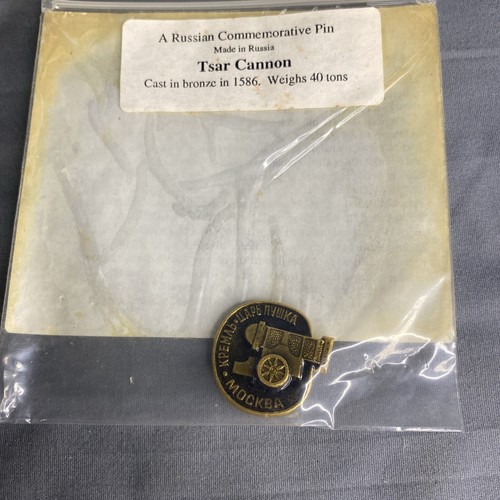 A Russian Commemorative Pin
Made in Russia
Tsar Cannon
Cast in bronze in 1586. Weighs 40 tons
• КРЕМЛЬ • ЦАРЬ ПУШКА
МОСКВА